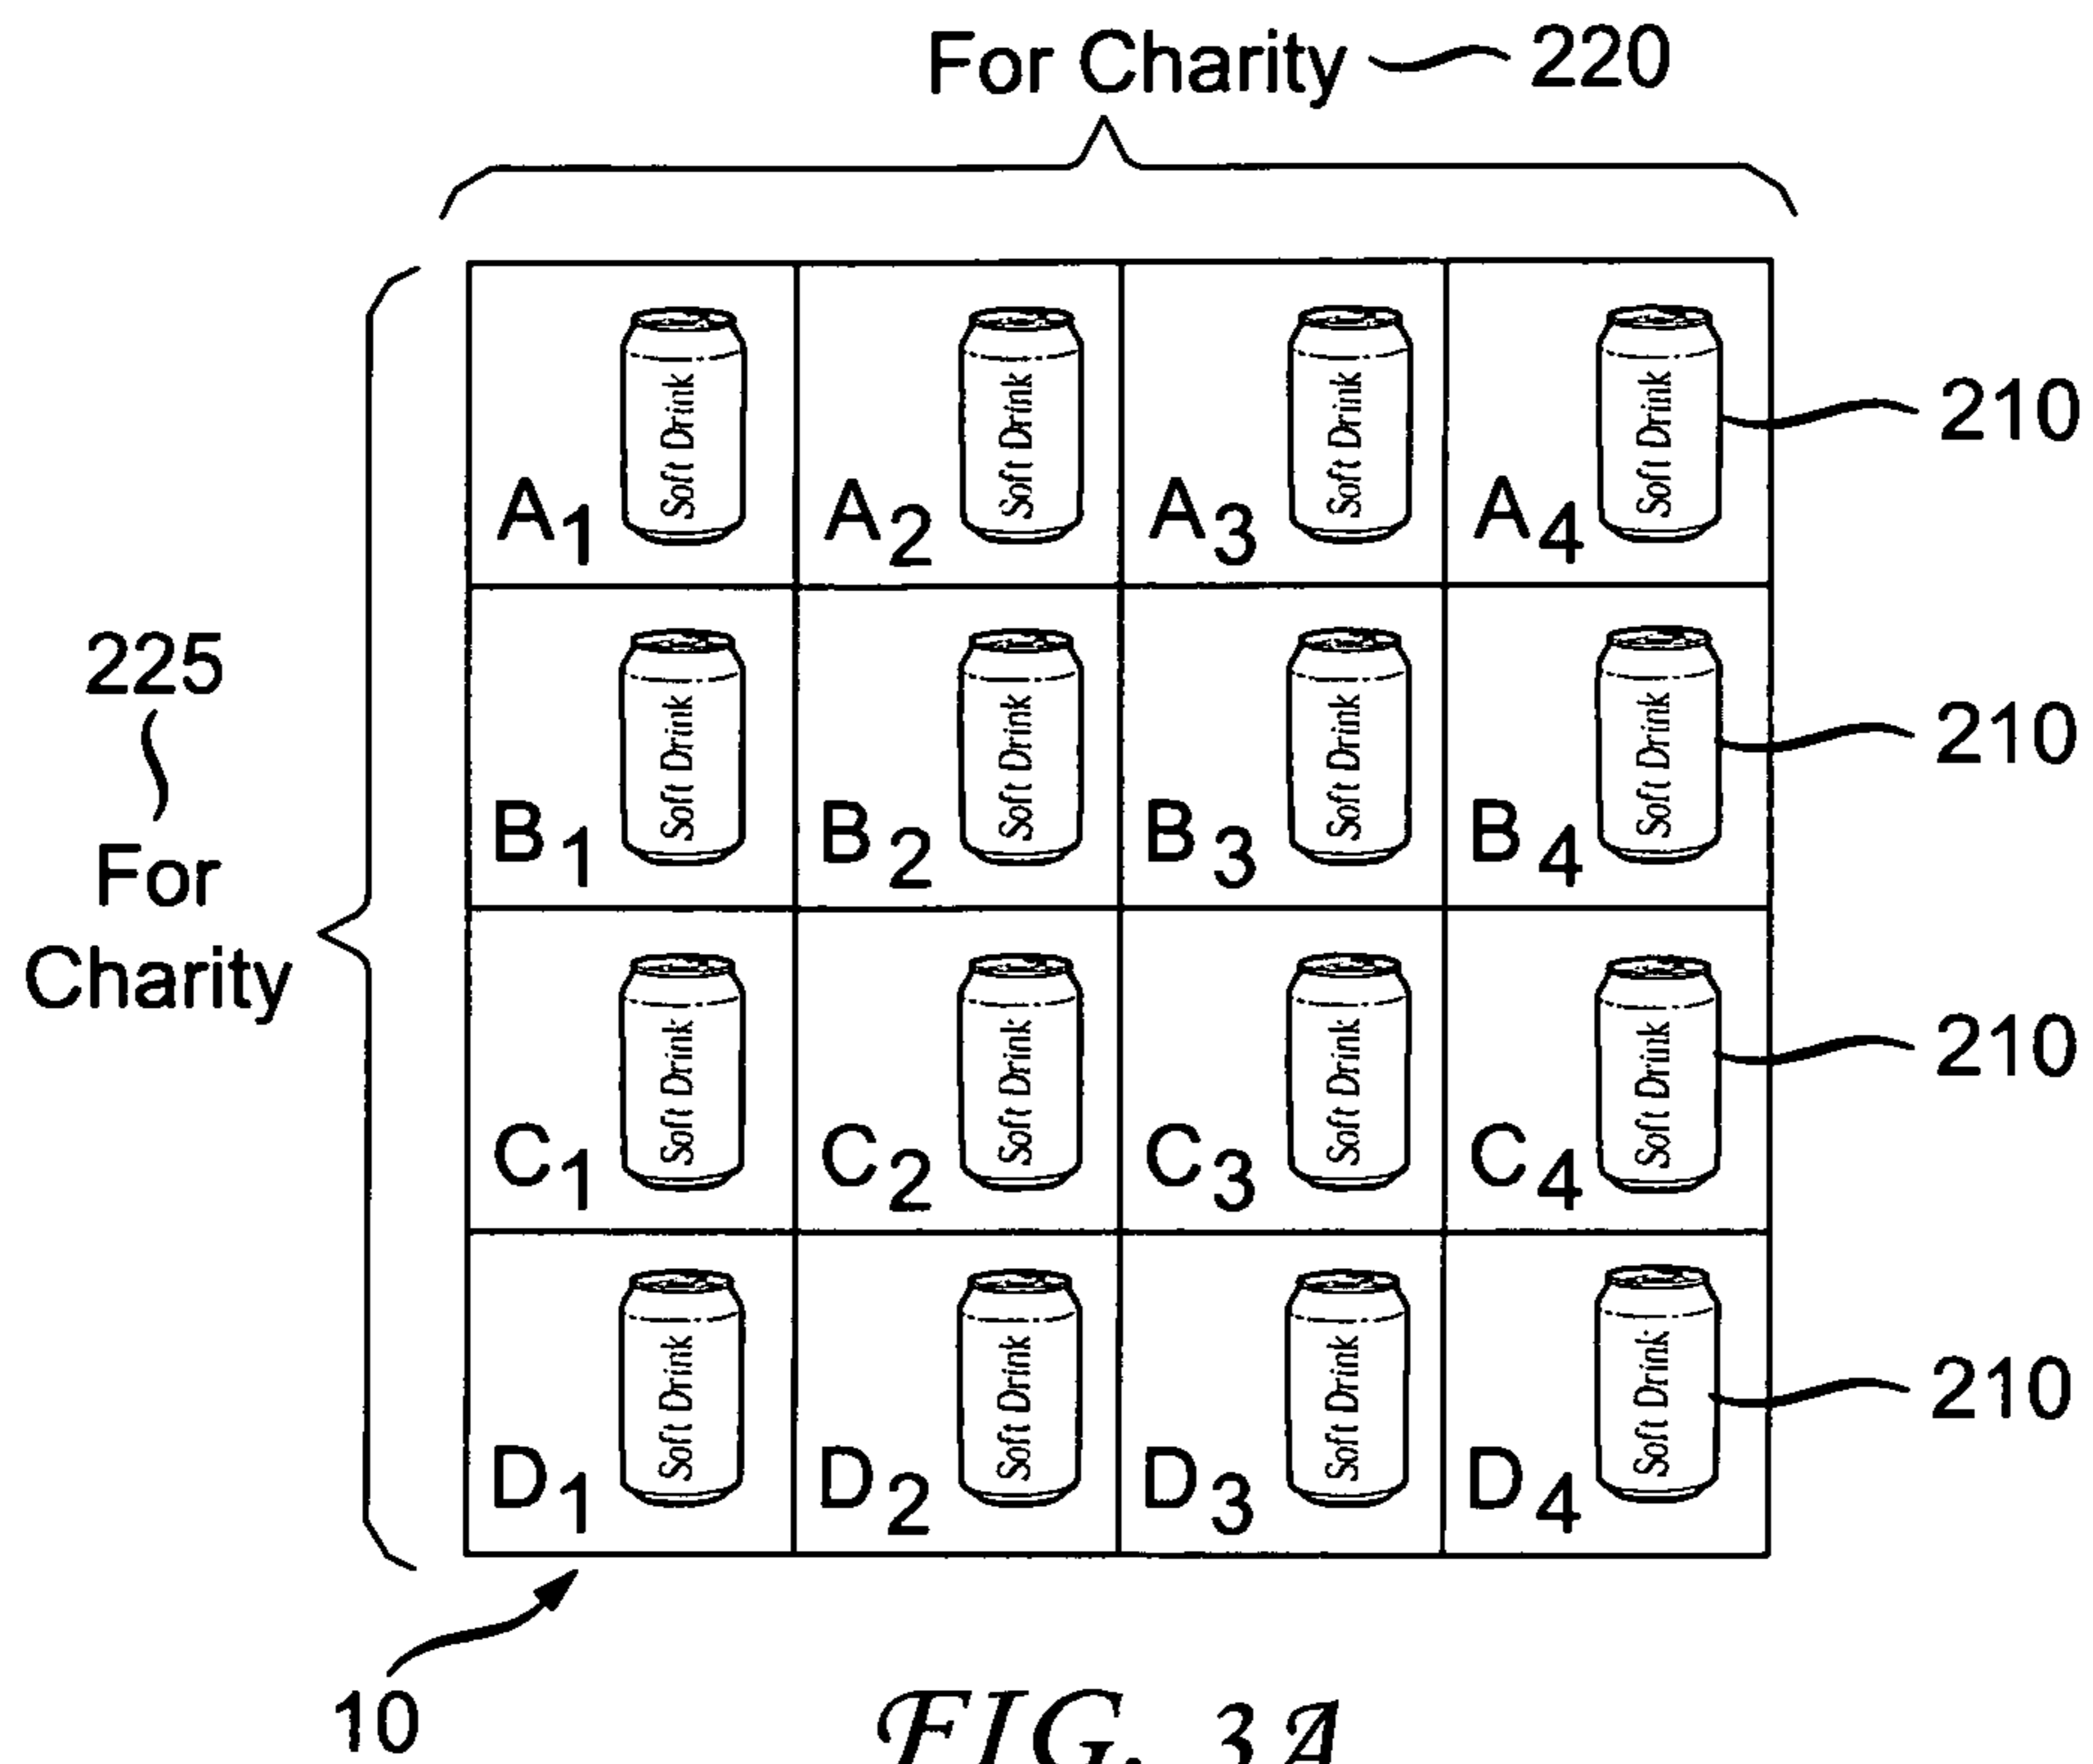 For Charity 220
Soft Drink Soft Drink Soft Drink Soft Drink 210
A1 A2 A3 A4
Soft Drink Soft Drink Soft Drink Soft Drink 210
B1 B2 B3 B4
225
For
Charity
Soft Drink Soft Drink Soft Drink Soft Drink 210
C1 C2 C3 C4
Soft Drink Soft Drink Soft Drink Soft Drink 210
D1 D2 D3 D4
10
FIG. 3A